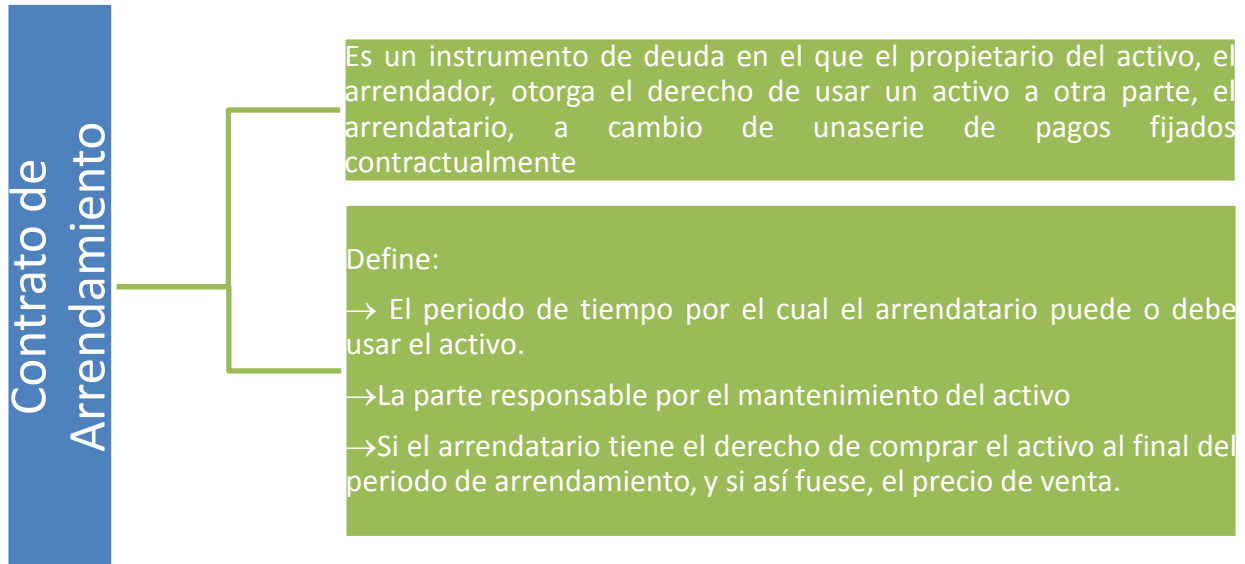 Contrato de
Arrendamiento
Es un instrumento de deuda en el que el propietario del activo, el
arrendador, otorga el derecho de usar un activo a otra parte, el
arrendatario, a cambio de unaserie de pagos fijados
contractualmente
Define:
→ El periodo de tiempo por el cual el arrendatario puede o debe
usar el activo.
→La parte responsable por el mantenimiento del activo
→Si el arrendatario tiene el derecho de comprar el activo al final del
periodo de arrendamiento, y si así fuese, el precio de venta.